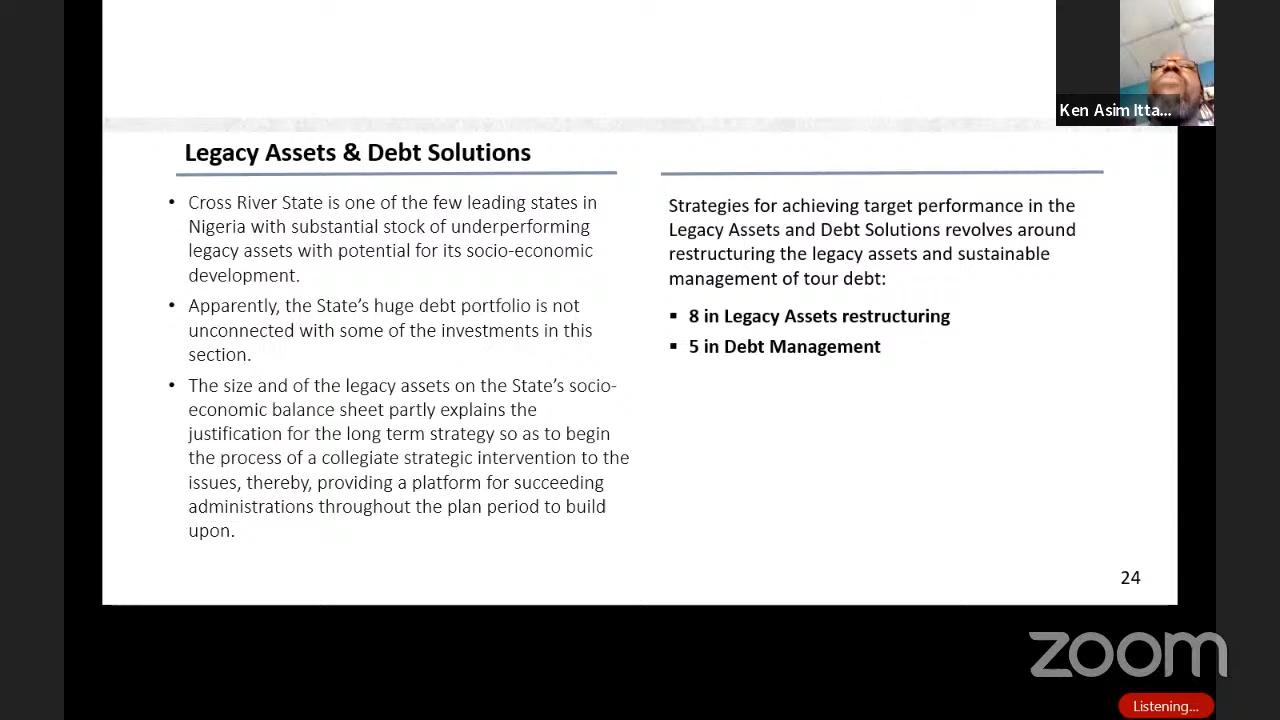 Ken Asim Itta...
Legacy Assets & Debt Solutions
• Cross River State is one of the few leading states in
Nigeria with substantial stock of underperforming
legacy assets with potential for its socio-economic
development.
• Apparently, the State's huge debt portfolio is not
unconnected with some of the investments in this
section.
• The size and of the legacy assets on the State's socio-
economic balance sheet partly explains the
justification for the long term strategy so as to begin
the process of a collegiate strategic intervention to the
issues, thereby, providing a platform for succeeding
administrations throughout the plan period to build
upon.
Strategies for achieving target performance in the
Legacy Assets and Debt Solutions revolves around
restructuring the legacy assets and sustainable
management of tour debt:
▪ 8 in Legacy Assets restructuring
▪ 5 in Debt Management
24
zoom
Listening...